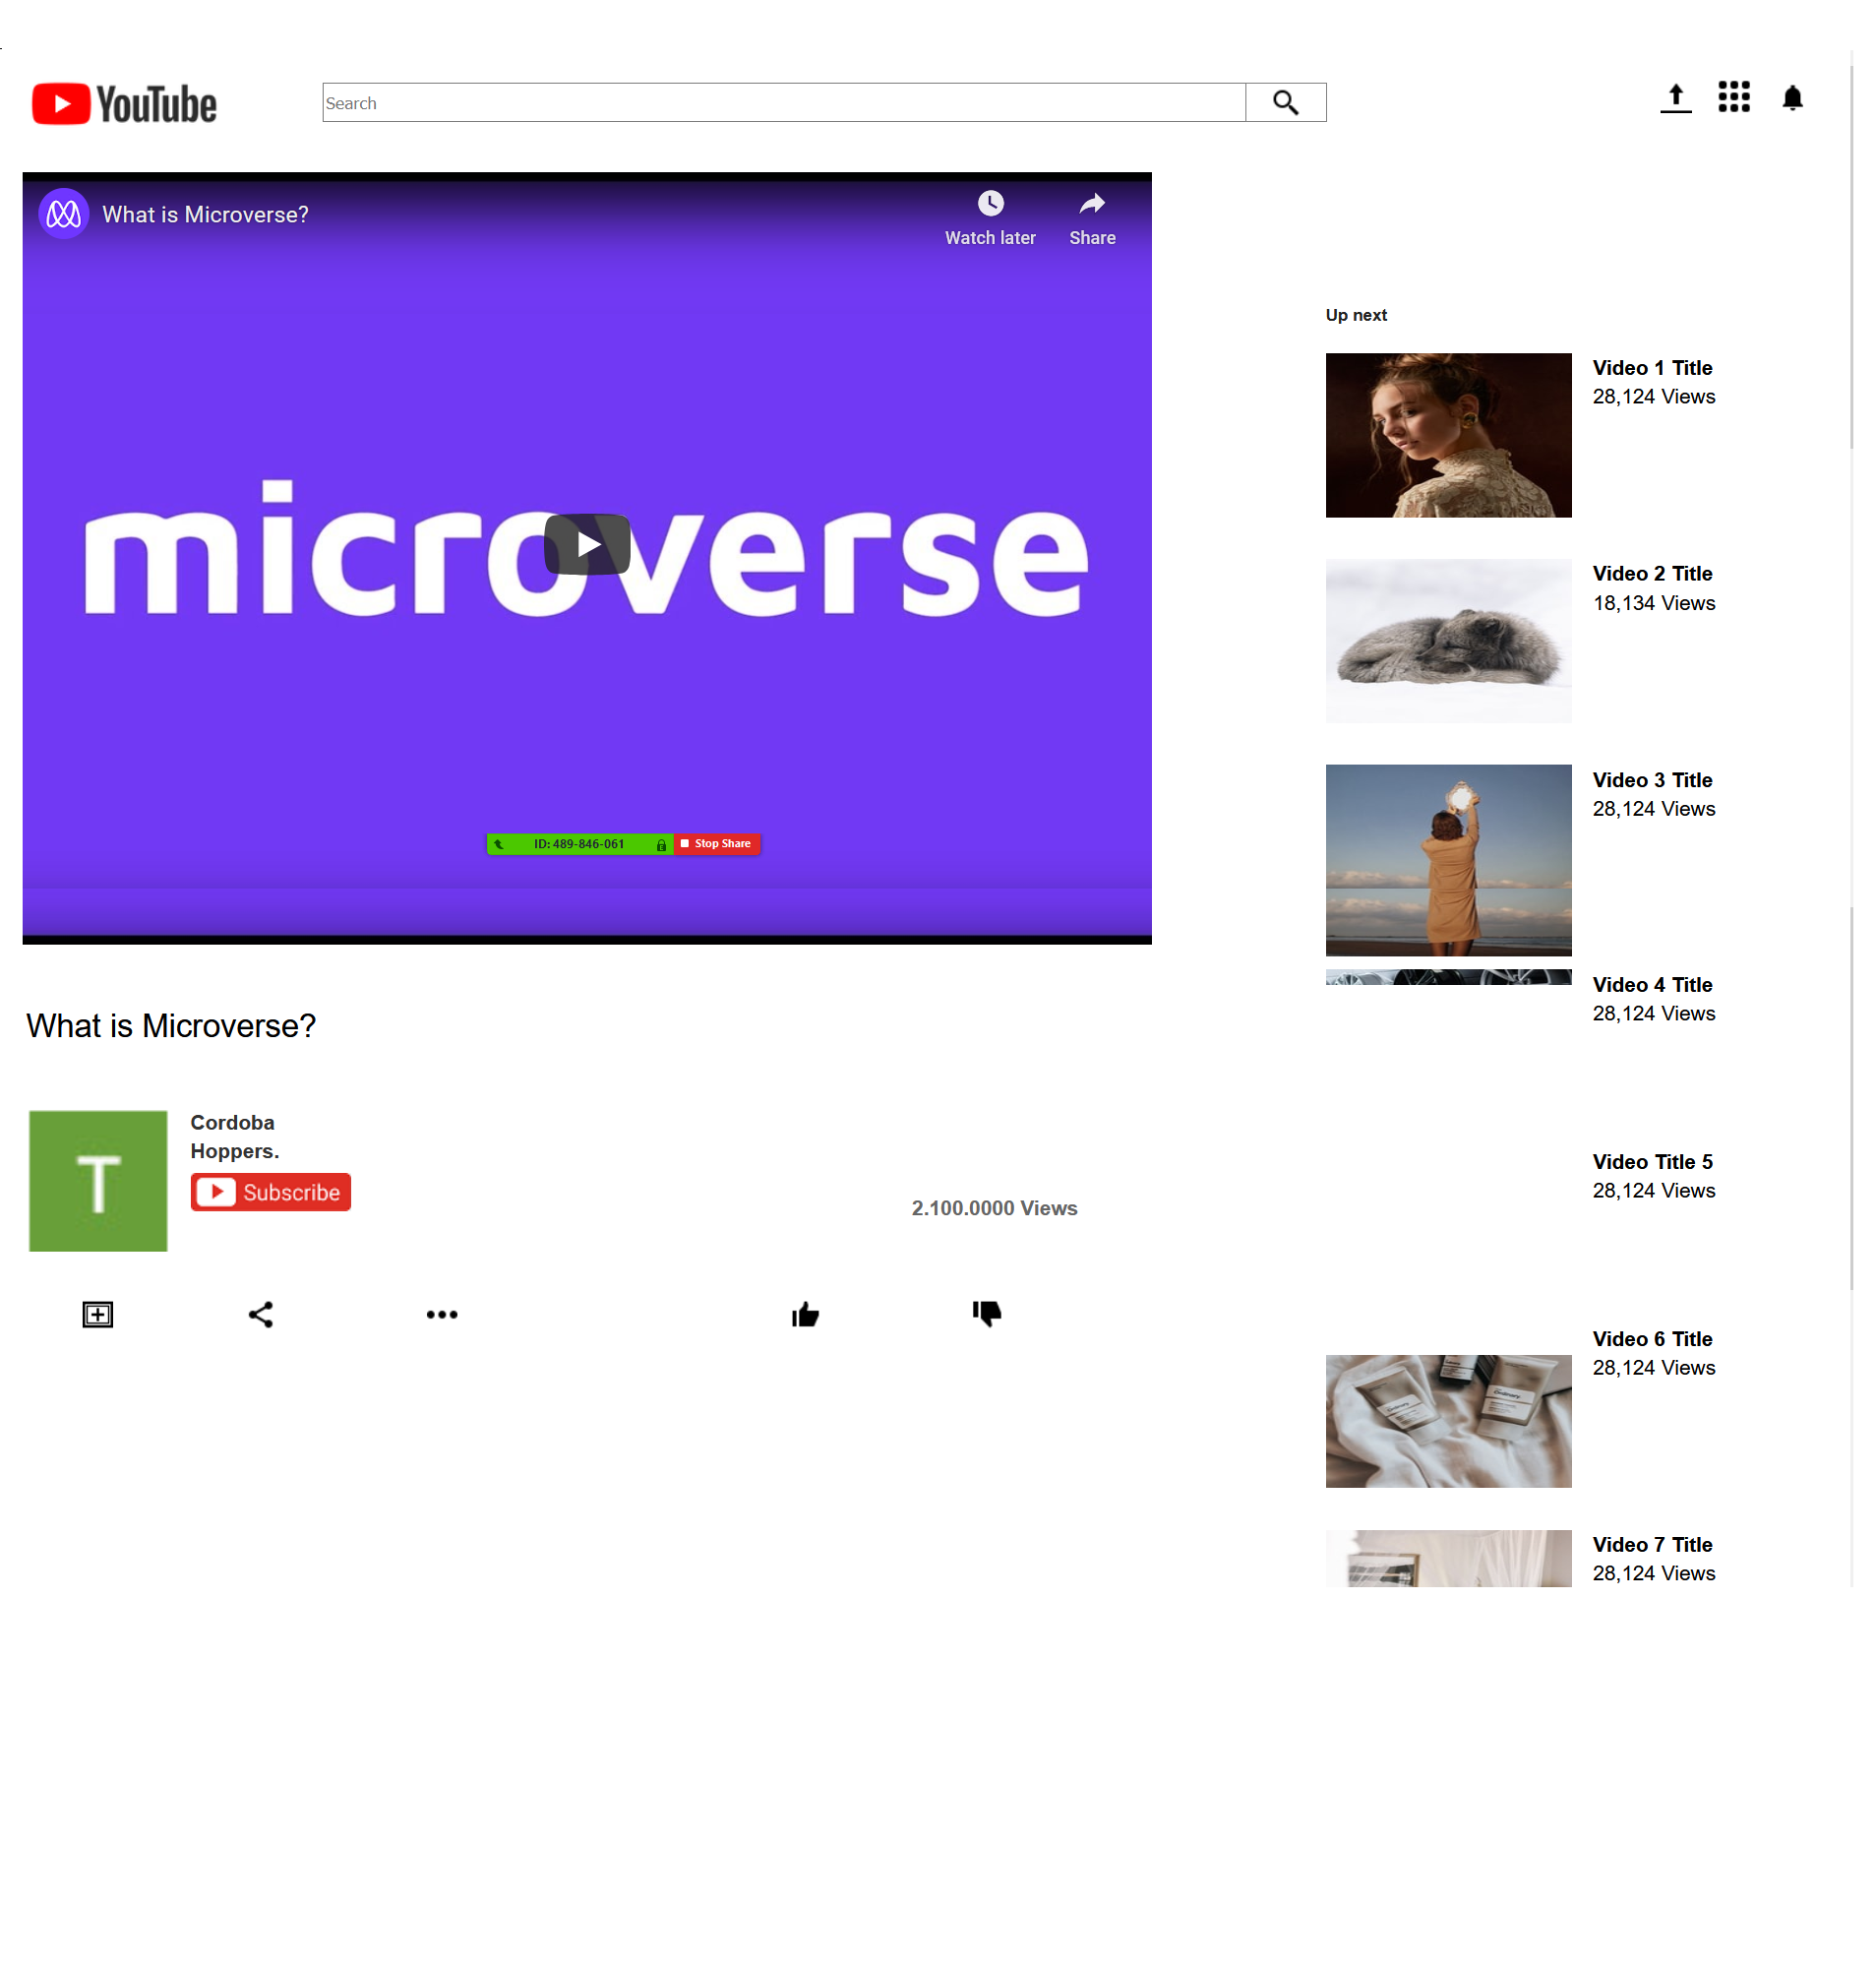 YouTube
Search
What is Microverse?
Watch later
Share
microverse
ID: 489-846-061
Stop Share
Up next
Video 1 Title
28,124 Views
Video 2 Title
18,134 Views
Video 3 Title
28,124 Views
Video 4 Title
28,124 Views
Video Title 5
28,124 Views
Video 6 Title
28,124 Views
Video 7 Title
28,124 Views
What is Microverse?
T
Cordoba
Hoppers.
Subscribe
2.100.0000 Views